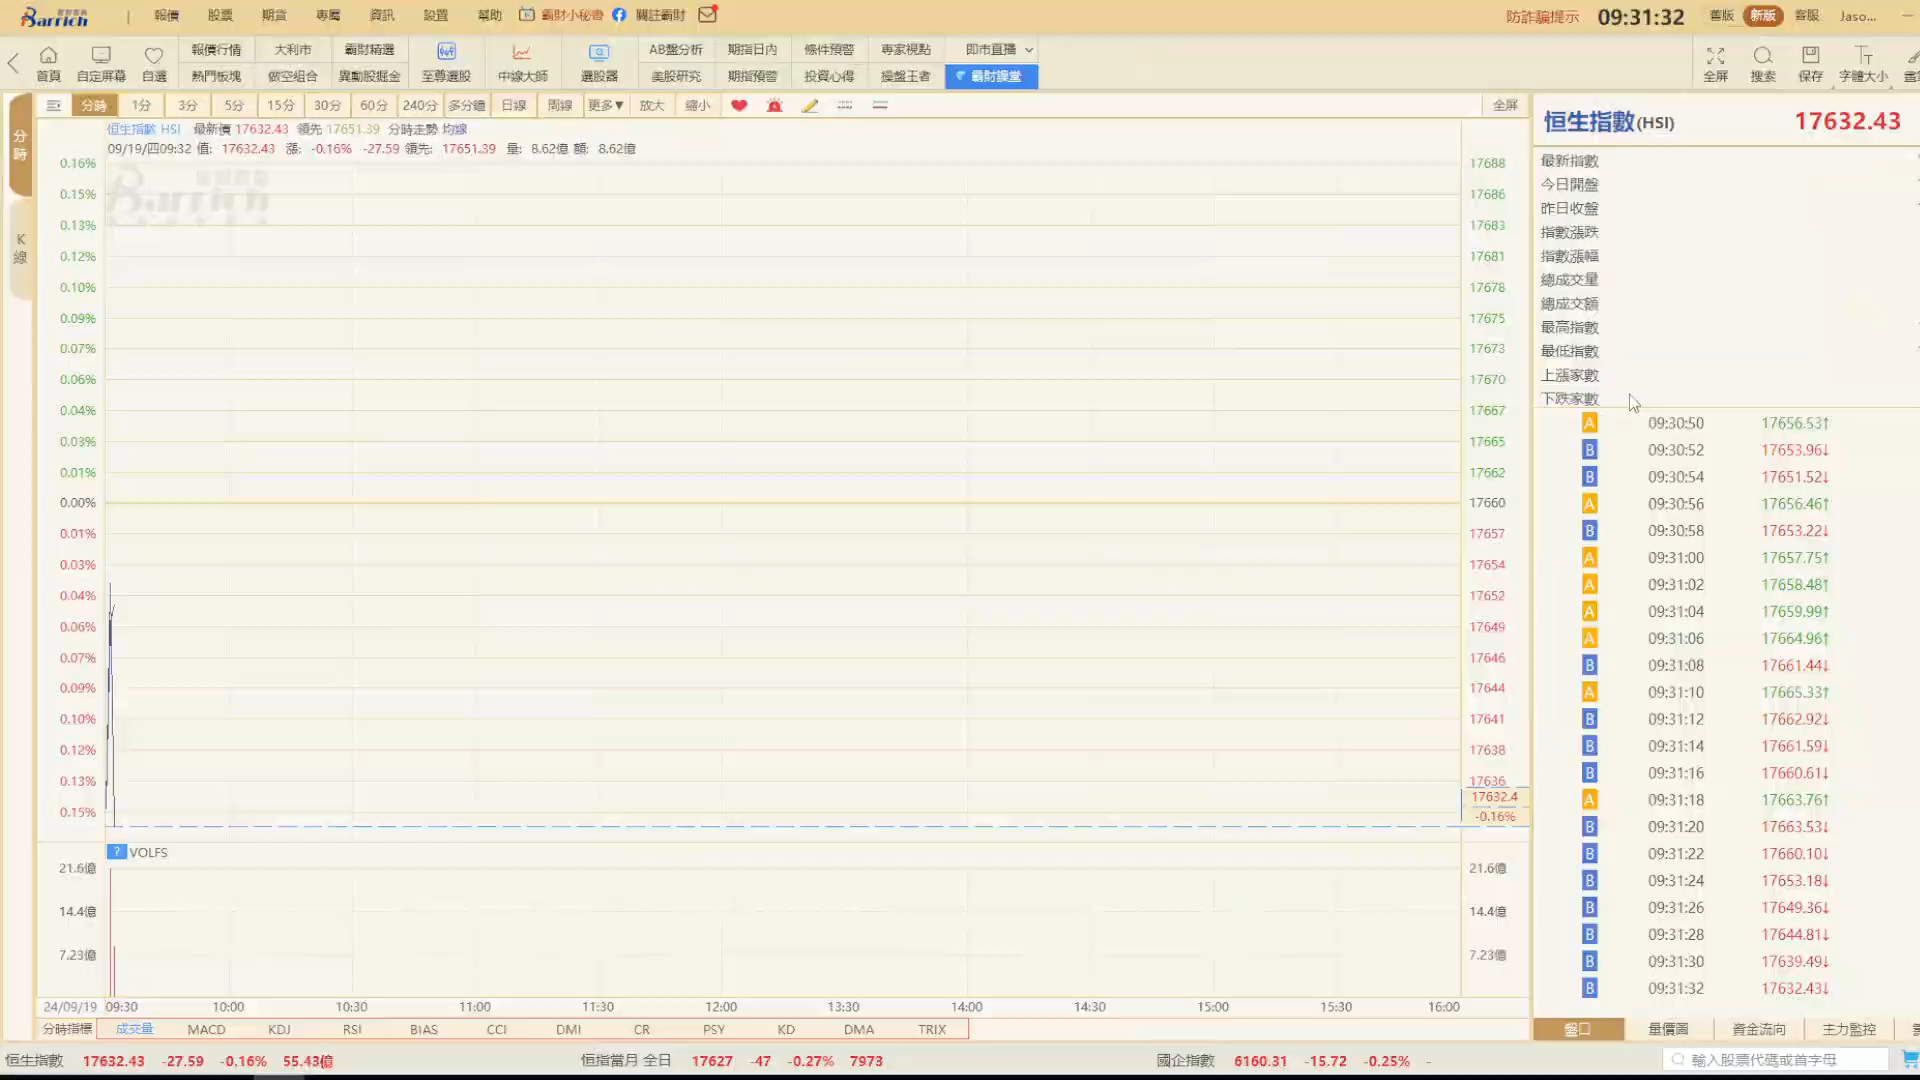 Barrich 報價 股票 期貨 專屬 資訊 設置 幫助 霸財小秘書 關註霸財 防詐騙提示 09:31:32 舊版 新版 客服 Jaso...
首頁 自定屏幕 自選 報價行情 大利市 霸財精選 至尊選股 中線大師 選股器 AB盤分析 期指日內 條件預警 專家視點 即市直播 全屏 搜索 保存 字體大小
熱門板塊 做空組合 異動股掘金 美股研究 期指預警 投資心得 操盤王者 霸財課堂
分時 1分 3分 5分 15分 30分 60分 240分 多分鐘 日線 周線 更多▼ 放大 縮小 全屏
分時
K線
恒生指數 HSI 最新價 17632.43 領先 17651.39 分時走勢 均線
09/19/四09:32 值: 17632.43 漲: -0.16% -27.59 領先: 17651.39 量: 8.62億 額: 8.62億
Barrich
0.16% 17688
0.15% 17686
0.13% 17683
0.12% 17681
0.10% 17678
0.09% 17675
0.07% 17673
0.06% 17670
0.04% 17667
0.03% 17665
0.01% 17662
0.00% 17660
0.01% 17657
0.03% 17654
0.04% 17652
0.06% 17649
0.07% 17646
0.09% 17644
0.10% 17641
0.12% 17638
0.13% 17636
17632.4
0.15% -0.16%
? VOLFS
21.6億 21.6億
14.4億 14.4億
7.23億 7.23億
24/09/19 09:30 10:00 10:30 11:00 11:30 12:00 13:30 14:00 14:30 15:00 15:30 16:00
分時指標 成交量 MACD KDJ RSI BIAS CCI DMI CR PSY KD DMA TRIX
恒生指數(HSI) 17632.43
最新指數
今日開盤
昨日收盤
指數漲跌
指數漲幅
總成交量
總成交額
最高指數
最低指數
上漲家數
下跌家數
A 09:30:50 17656.53↑
B 09:30:52 17653.96↓
B 09:30:54 17651.52↓
A 09:30:56 17656.46↑
B 09:30:58 17653.22↓
A 09:31:00 17657.75↑
A 09:31:02 17658.48↑
A 09:31:04 17659.99↑
A 09:31:06 17664.96↑
B 09:31:08 17661.44↓
A 09:31:10 17665.33↑
B 09:31:12 17662.92↓
B 09:31:14 17661.59↓
B 09:31:16 17660.61↓
A 09:31:18 17663.76↑
B 09:31:20 17663.53↓
B 09:31:22 17660.10↓
B 09:31:24 17653.18↓
B 09:31:26 17649.36↓
B 09:31:28 17644.81↓
B 09:31:30 17639.49↓
B 09:31:32 17632.43↓
盤口 量價圖 資金流向 主力監控
恒生指數 17632.43 -27.59 -0.16% 55.43億 恒指當月 全日 17627 -47 -0.27% 7973 國企指數 6160.31 -15.72 -0.25% - 輸入股票代碼或首字母